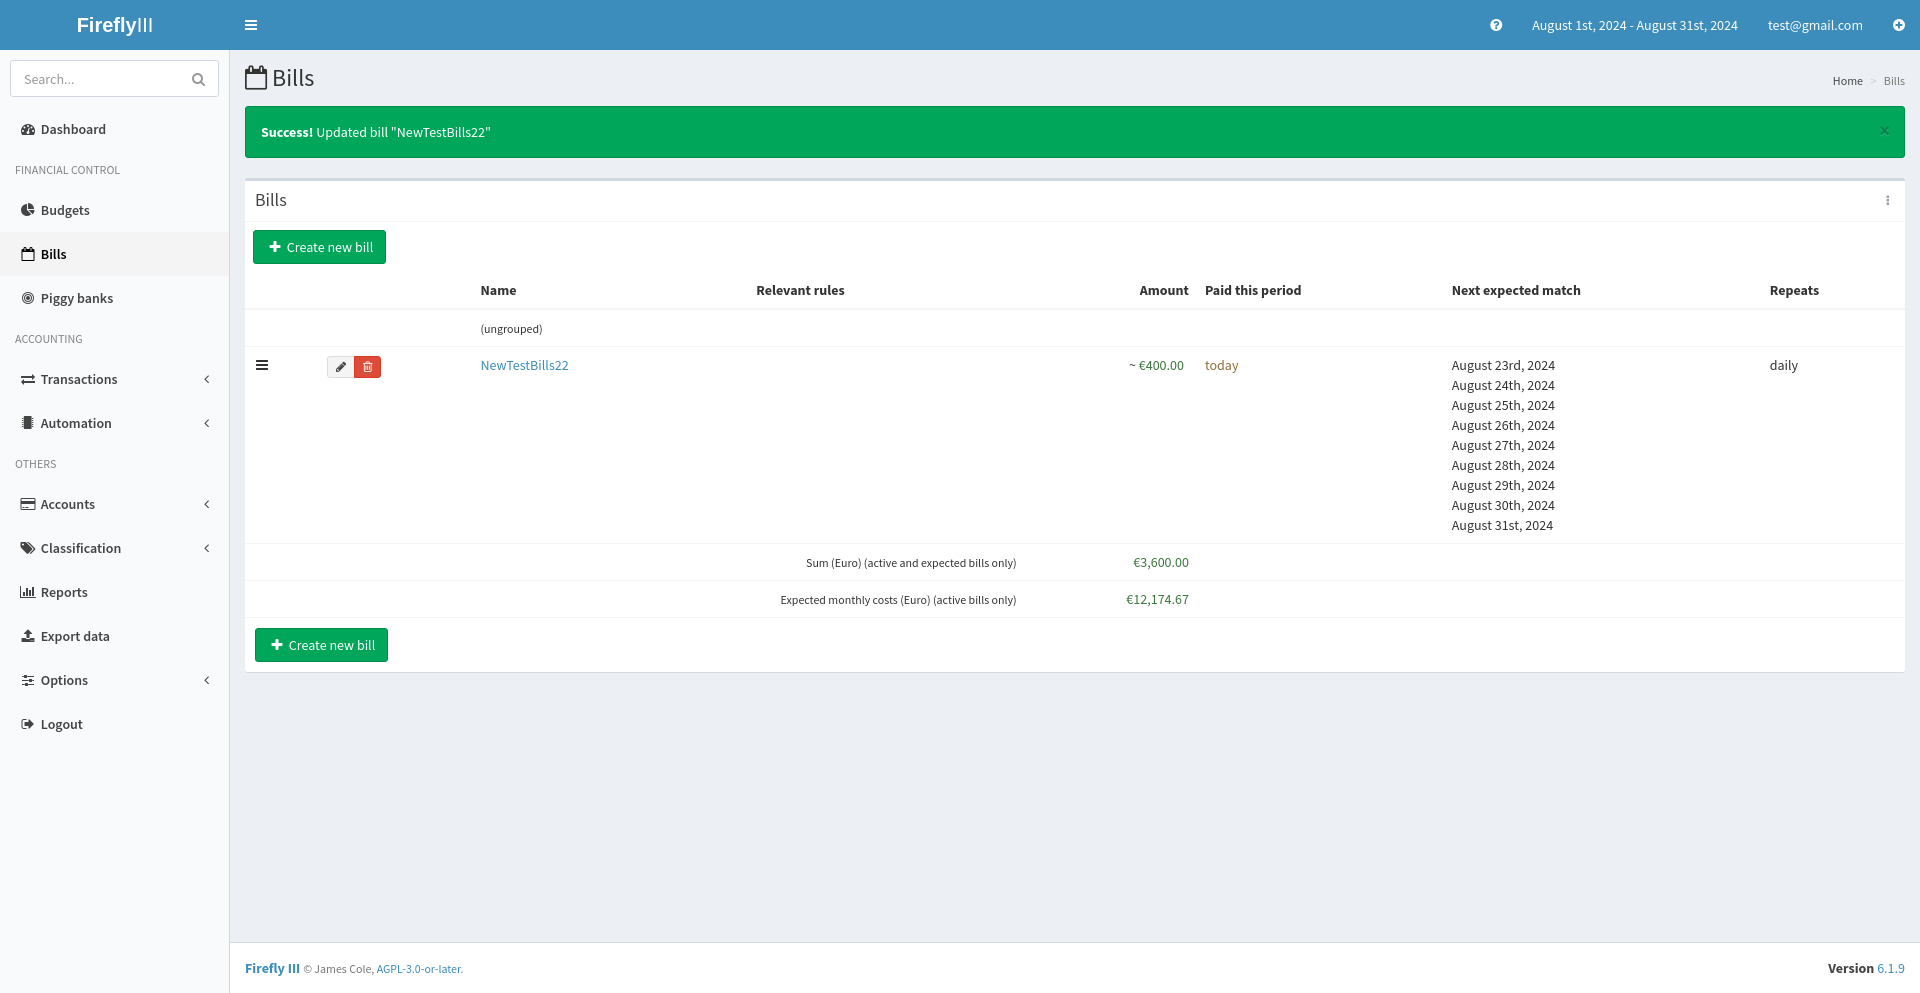 FireflyIII
August 1st, 2024 - August 31st, 2024
test@gmail.com
Search...
Dashboard
FINANCIAL CONTROL
Budgets
Bills
Piggy banks
ACCOUNTING
Transactions
Automation
OTHERS
Accounts
Classification
Reports
Export data
Options
Logout
Bills
Home > Bills
Success! Updated bill "NewTestBills22"
×
Bills
Create new bill
Name Relevant rules Amount Paid this period Next expected match Repeats
(ungrouped)
NewTestBills22 ~ €400.00 today August 23rd, 2024 daily
August 24th, 2024
August 25th, 2024
August 26th, 2024
August 27th, 2024
August 28th, 2024
August 29th, 2024
August 30th, 2024
August 31st, 2024
Sum (Euro) (active and expected bills only) €3,600.00
Expected monthly costs (Euro) (active bills only) €12,174.67
Create new bill
Firefly III © James Cole, AGPL-3.0-or-later.
Version 6.1.9